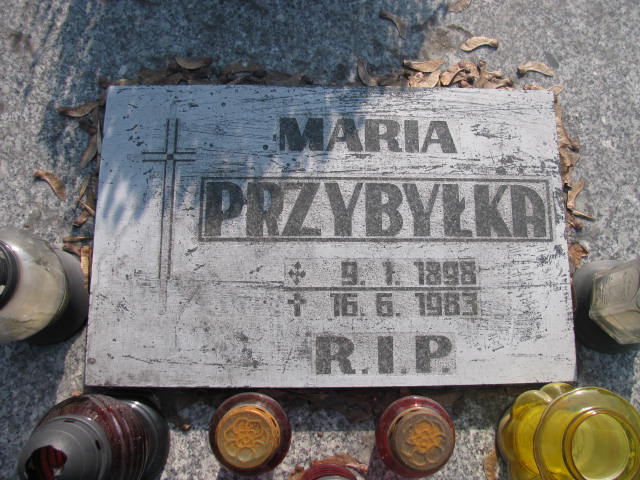 MARIA
PRZYBYŁKA
9. 1. 1898
† 16. 6. 1983
R.I.P.